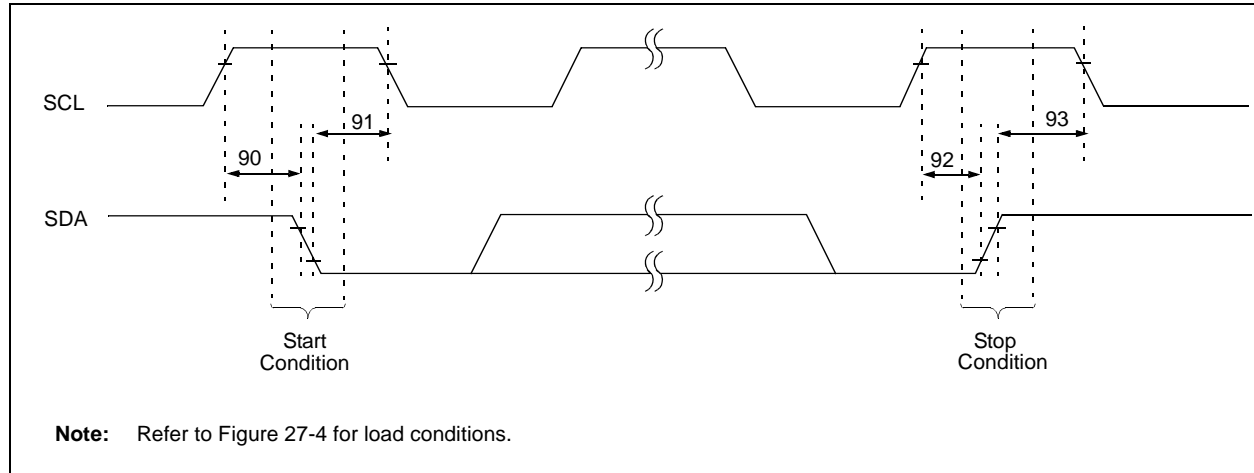 SCL
91
93
90
92
SDA
Start
Condition
Stop
Condition
Note: Refer to Figure 27-4 for load conditions.